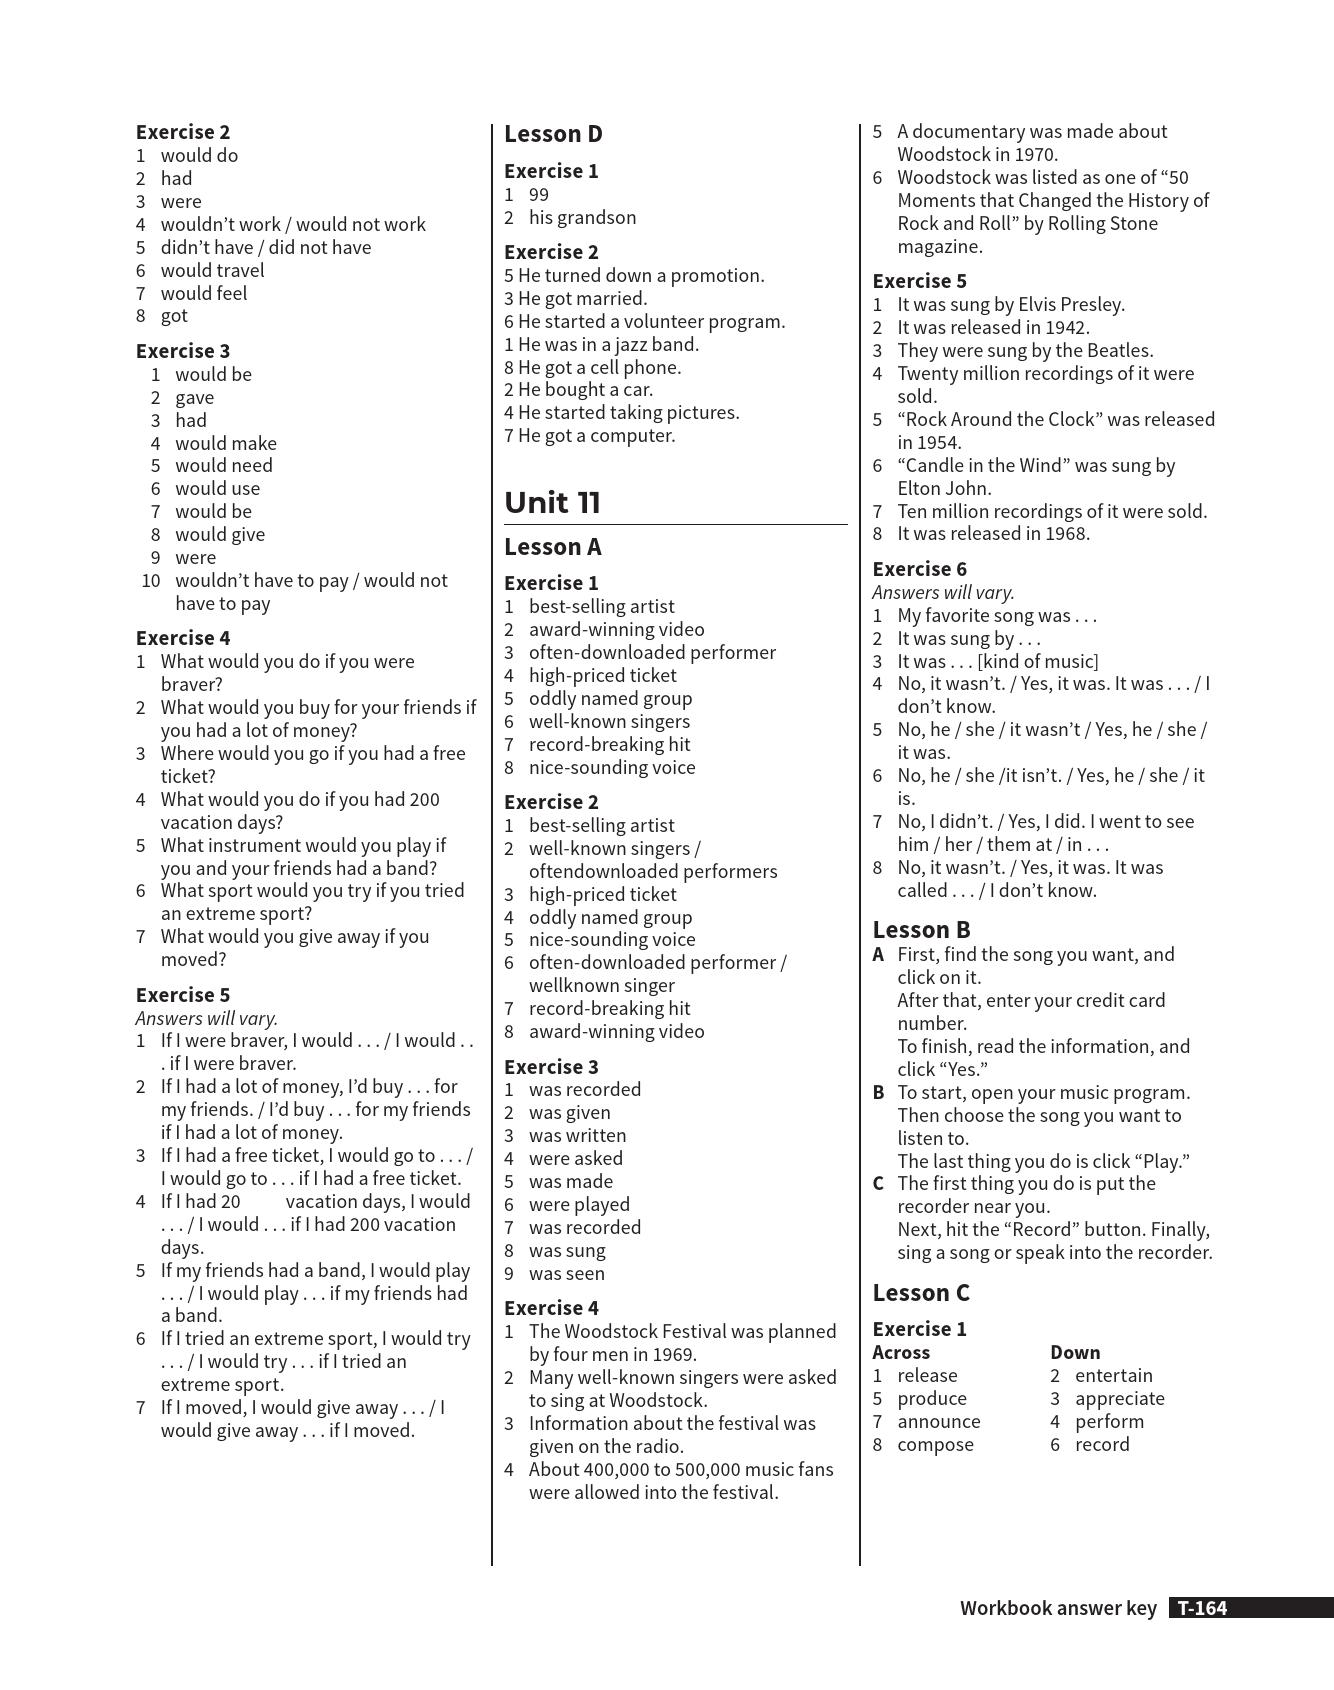 Exercise 2
1 would do
2 had
3 were
4 wouldn’t work / would not work
5 didn’t have / did not have
6 would travel
7 would feel
8 got
Exercise 3
1 would be
2 gave
3 had
4 would make
5 would need
6 would use
7 would be
8 would give
9 were
10 wouldn’t have to pay / would not
have to pay
Exercise 4
1 What would you do if you were
braver?
2 What would you buy for your friends if
you had a lot of money?
3 Where would you go if you had a free
ticket?
4 What would you do if you had 200
vacation days?
5 What instrument would you play if
you and your friends had a band?
6 What sport would you try if you tried
an extreme sport?
7 What would you give away if you
moved?
Exercise 5
Answers will vary.
1 If I were braver, I would . . . / I would . .
. if I were braver.
2 If I had a lot of money, I’d buy . . . for
my friends. / I’d buy . . . for my friends
if I had a lot of money.
3 If I had a free ticket, I would go to . . . /
I would go to . . . if I had a free ticket.
4 If I had 20 vacation days, I would
. . . / I would . . . if I had 200 vacation
days.
5 If my friends had a band, I would play
. . . / I would play . . . if my friends had
a band.
6 If I tried an extreme sport, I would try
. . . / I would try . . . if I tried an
extreme sport.
7 If I moved, I would give away . . . / I
would give away . . . if I moved.
Lesson D
Exercise 1
1 99
2 his grandson
Exercise 2
5 He turned down a promotion.
3 He got married.
6 He started a volunteer program.
1 He was in a jazz band.
8 He got a cell phone.
2 He bought a car.
4 He started taking pictures.
7 He got a computer.
Unit 11
Lesson A
Exercise 1
1 best-selling artist
2 award-winning video
3 often-downloaded performer
4 high-priced ticket
5 oddly named group
6 well-known singers
7 record-breaking hit
8 nice-sounding voice
Exercise 2
1 best-selling artist
2 well-known singers /
oftendownloaded performers
3 high-priced ticket
4 oddly named group
5 nice-sounding voice
6 often-downloaded performer /
wellknown singer
7 record-breaking hit
8 award-winning video
Exercise 3
1 was recorded
2 was given
3 was written
4 were asked
5 was made
6 were played
7 was recorded
8 was sung
9 was seen
Exercise 4
1 The Woodstock Festival was planned
by four men in 1969.
2 Many well-known singers were asked
to sing at Woodstock.
3 Information about the festival was
given on the radio.
4 About 400,000 to 500,000 music fans
were allowed into the festival.
5 A documentary was made about
Woodstock in 1970.
6 Woodstock was listed as one of “50
Moments that Changed the History of
Rock and Roll” by Rolling Stone
magazine.
Exercise 5
1 It was sung by Elvis Presley.
2 It was released in 1942.
3 They were sung by the Beatles.
4 Twenty million recordings of it were
sold.
5 “Rock Around the Clock” was released
in 1954.
6 “Candle in the Wind” was sung by
Elton John.
7 Ten million recordings of it were sold.
8 It was released in 1968.
Exercise 6
Answers will vary.
1 My favorite song was . . .
2 It was sung by . . .
3 It was . . . [kind of music]
4 No, it wasn’t. / Yes, it was. It was . . . / I
don’t know.
5 No, he / she / it wasn’t / Yes, he / she /
it was.
6 No, he / she /it isn’t. / Yes, he / she / it
is.
7 No, I didn’t. / Yes, I did. I went to see
him / her / them at / in . . .
8 No, it wasn’t. / Yes, it was. It was
called . . . / I don’t know.
Lesson B
A First, find the song you want, and
click on it.
After that, enter your credit card
number.
To finish, read the information, and
click “Yes.”
B To start, open your music program.
Then choose the song you want to
listen to.
The last thing you do is click “Play.”
C The first thing you do is put the
recorder near you.
Next, hit the “Record” button. Finally,
sing a song or speak into the recorder.
Lesson C
Exercise 1
Across Down
1 release 2 entertain
5 produce 3 appreciate
7 announce 4 perform
8 compose 6 record
Workbook answer key T-164